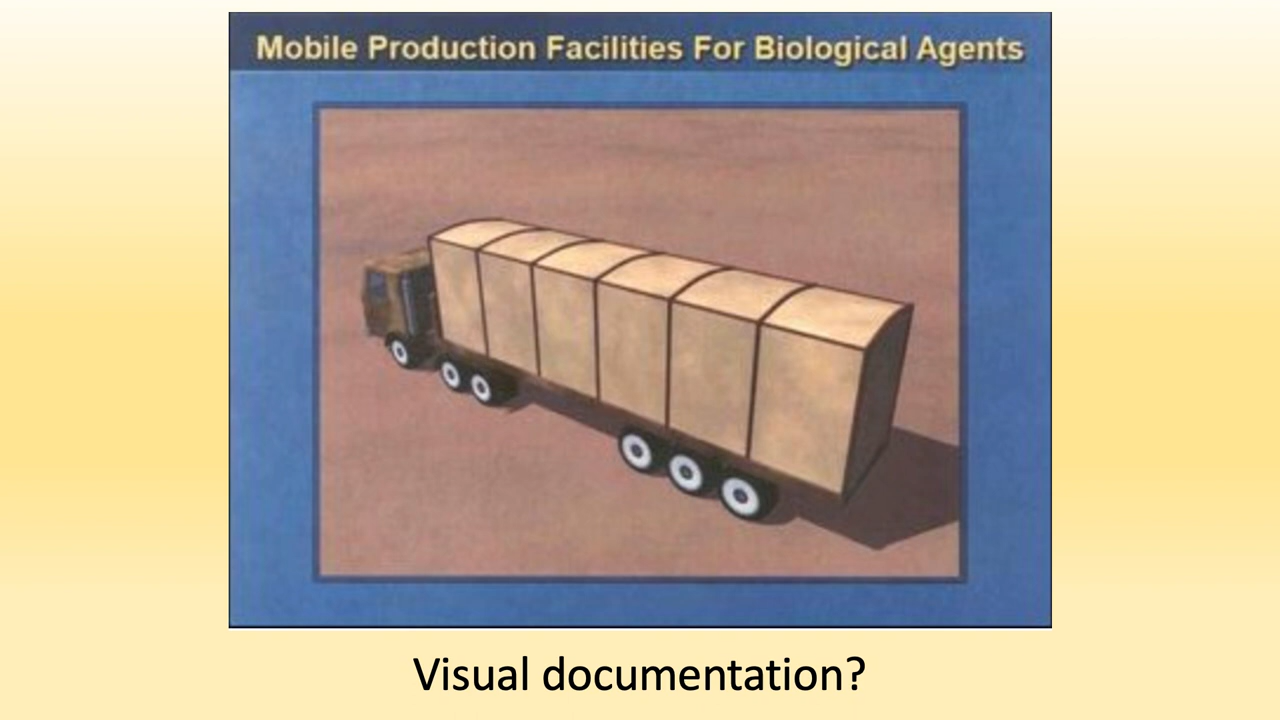 Mobile Production Facilities For Biological Agents
Visual documentation?